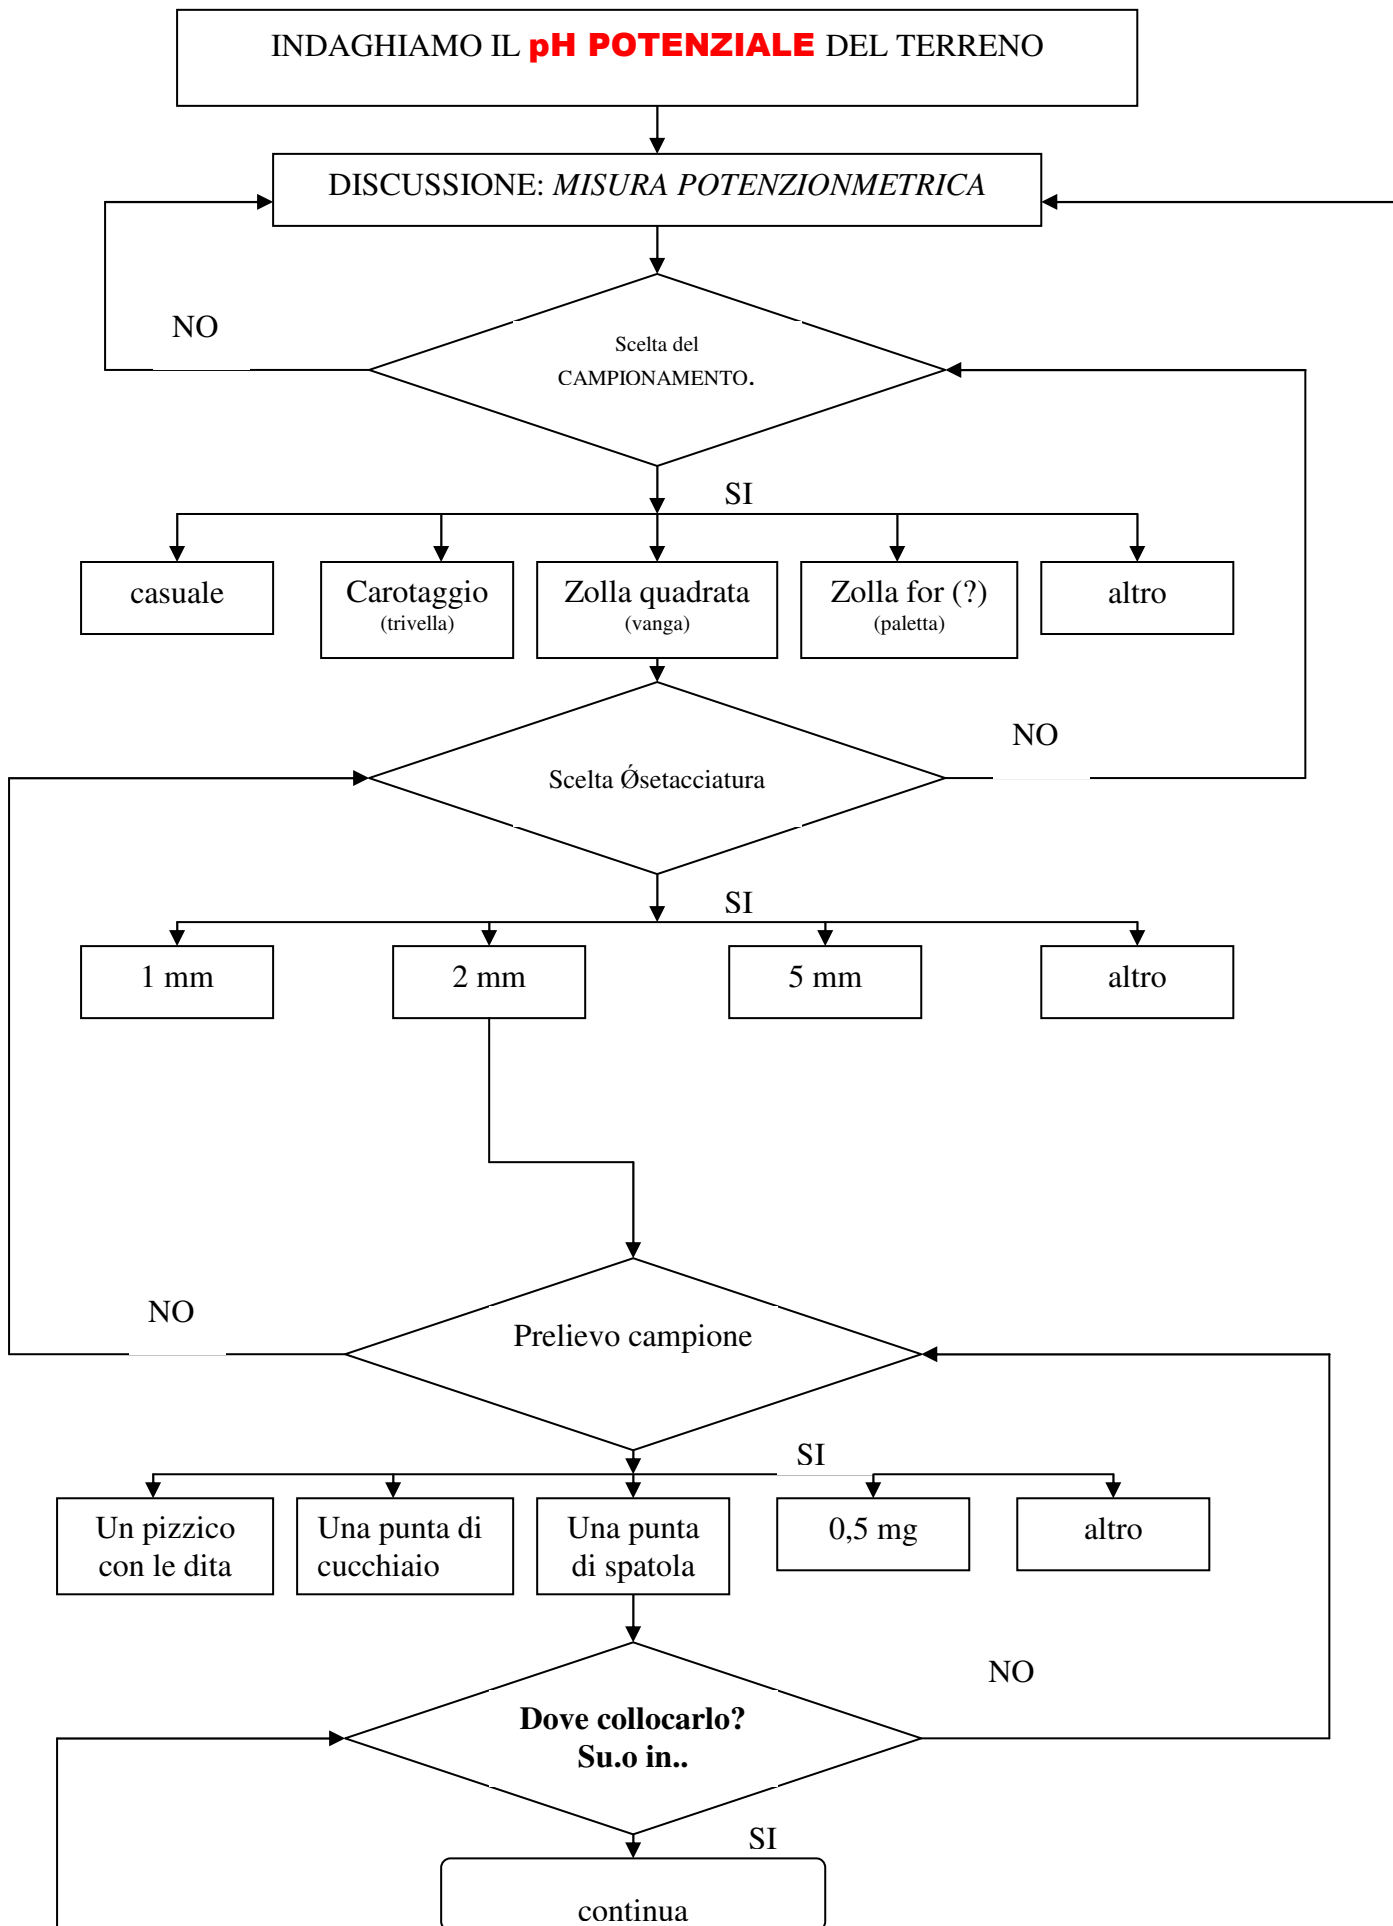 INDAGHIAMO IL pH POTENZIALE DEL TERRENO
DISCUSSIONE: MISURA POTENZIONMETRICA
NO
Scelta del
CAMPIONAMENTO.
SI
casuale
Carotaggio
(trivella)
Zolla quadrata
(vanga)
Zolla for (?)
(paletta)
altro
NO
Scelta Ǿsetacciatura
SI
1 mm
2 mm
5 mm
altro
NO
Prelievo campione
SI
Un pizzico
con le dita
Una punta di
cucchiaio
Una punta
di spatola
0,5 mg
altro
NO
Dove collocarlo?
Su.o in..
SI
continua